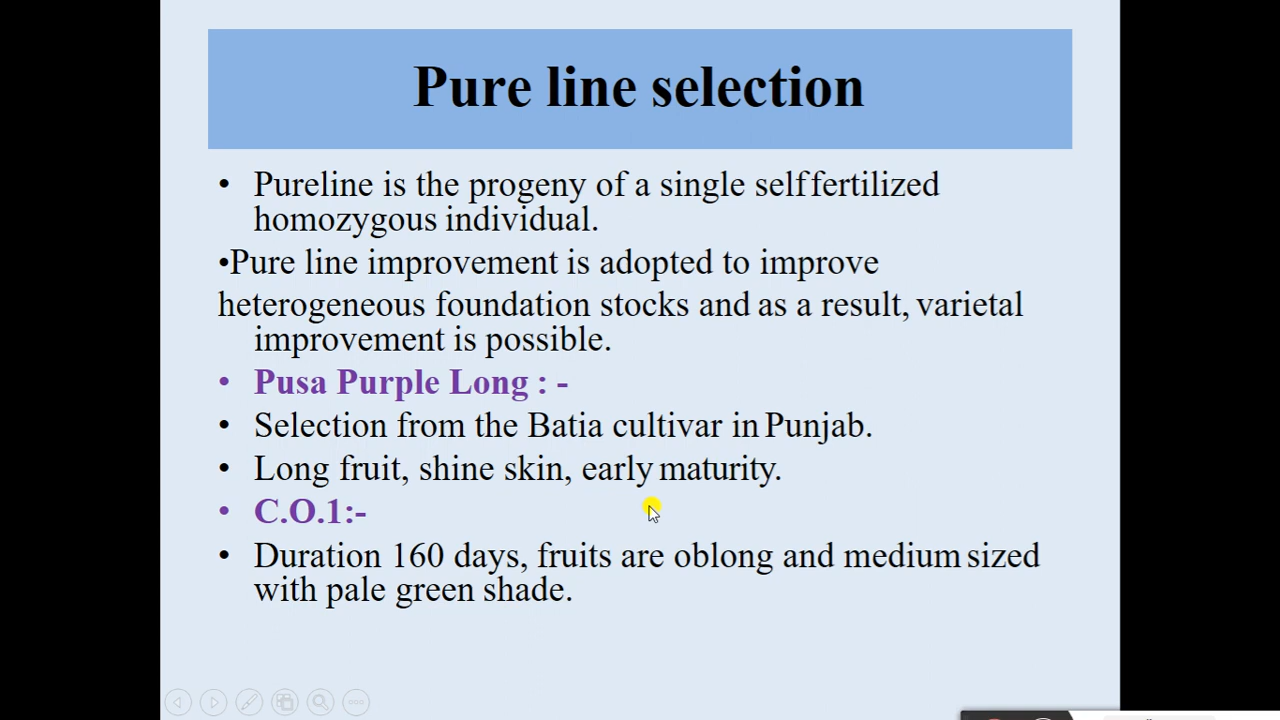 Pure line selection
• Pureline is the progeny of a single selffertilized
homozygous individual.
•Pure line improvement is adopted to improve
heterogeneous foundation stocks and as a result, varietal
improvement is possible.
• Pusa Purple Long : -
• Selection from the Batia cultivar in Punjab.
• Long fruit, shine skin, early maturity.
• C.O.1:-
• Duration 160 days, fruits are oblong and medium sized
with pale green shade.